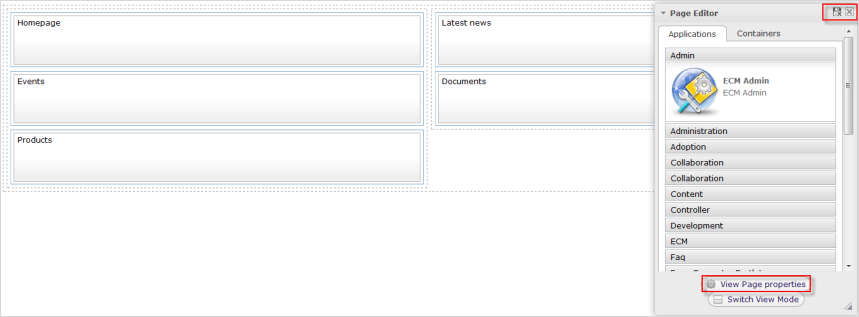 Homepage
Latest news
Events
Documents
Products
Page Editor
Applications Containers
Admin
ECM Admin
ECM Admin
Administration
Adoption
Collaboration
Collaboration
Content
Controller
Development
ECM
Faq
View Page properties
Switch View Mode